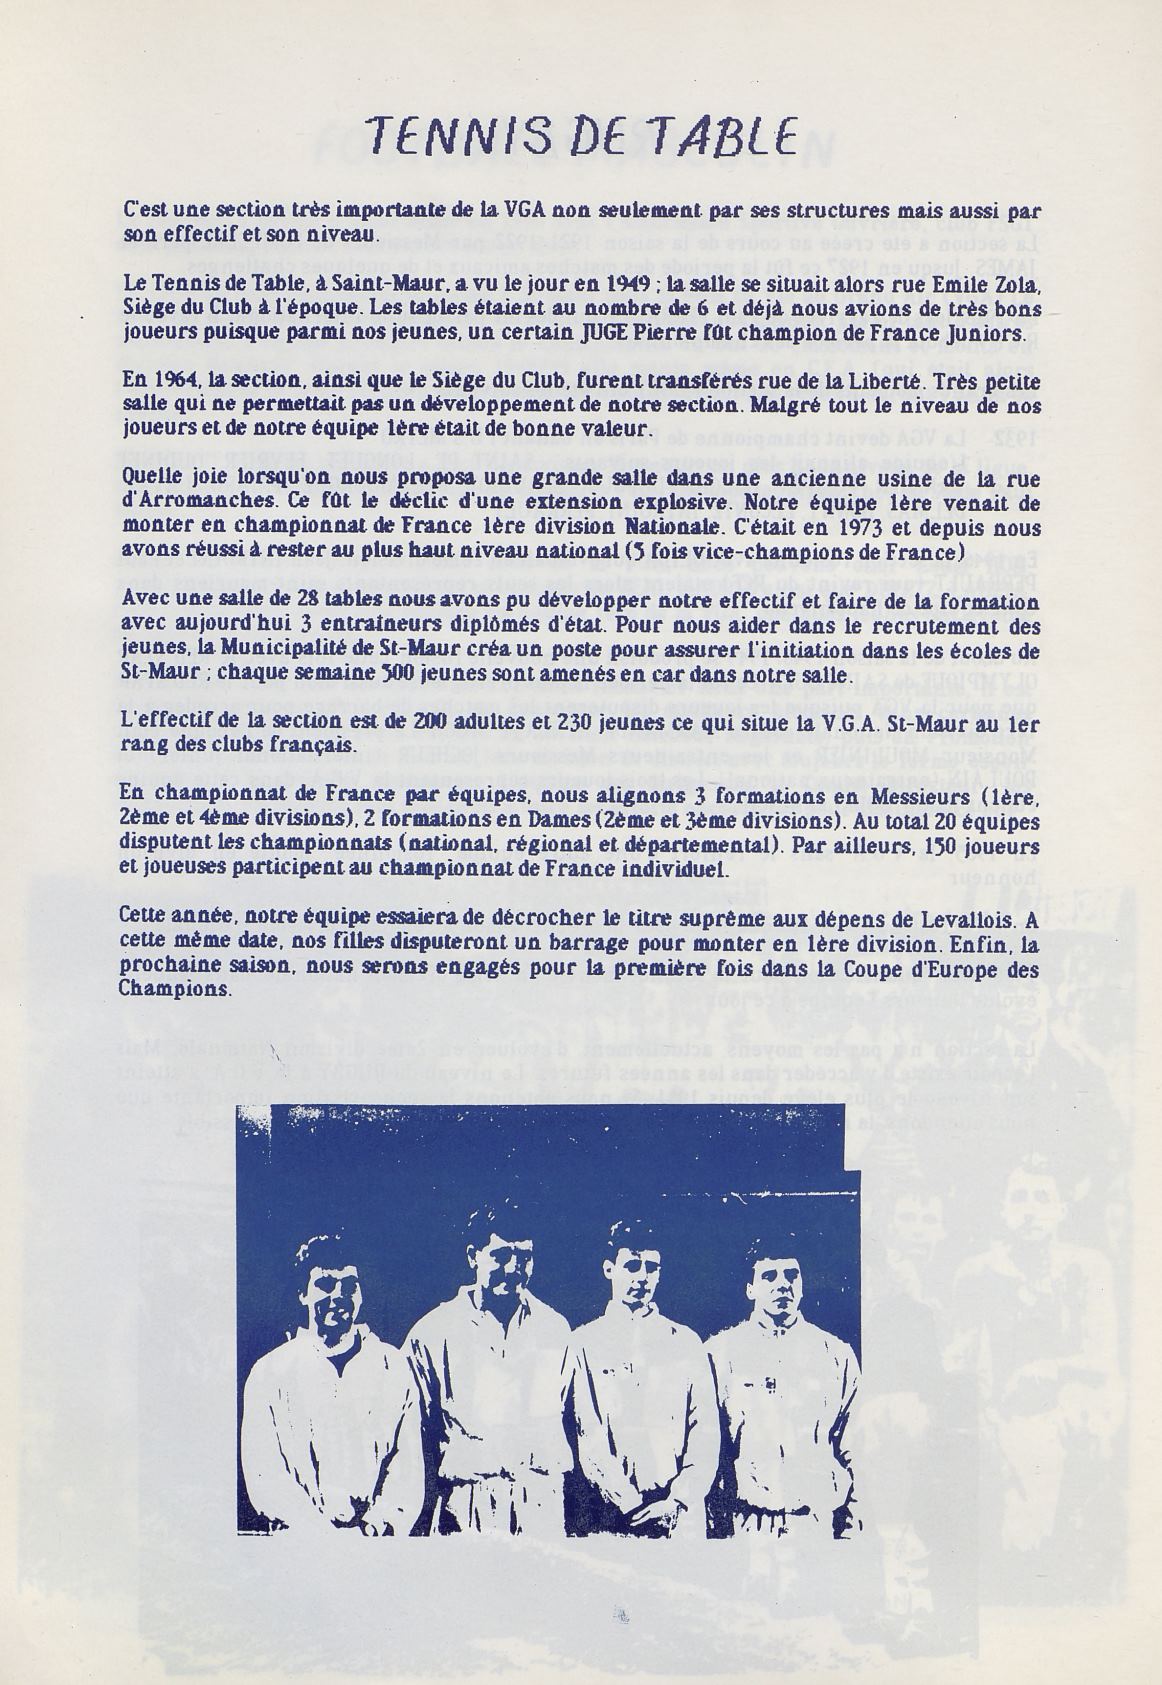 TENNIS DE TABLE
C'est une section très importante de la VGA non seulement par ses structures mais aussi par
son effectif et son niveau.
Le Tennis de Table, à Saint-Maur, a vu le jour en 1949 ; la salle se situait alors rue Emile Zola,
Siège du Club à l'époque. Les tables étaient au nombre de 6 et déjà nous avions de très bons
joueurs puisque parmi nos jeunes, un certain JUGE Pierre fût champion de France Juniors.
En 1964, la section, ainsi que le Siège du Club, furent transférés rue de la Liberté. Très petite
salle qui ne permettait pas un développement de notre section. Malgré tout le niveau de nos
joueurs et de notre équipe 1ère était de bonne valeur.
Quelle joie lorsqu'on nous proposa une grande salle dans une ancienne usine de la rue
d'Arromanches. Ce fût le déclic d'une extension explosive. Notre équipe 1ère venait de
monter en championnat de France 1ère division Nationale. C'était en 1973 et depuis nous
avons réussi à rester au plus haut niveau national (5 fois vice-champions de France)
Avec une salle de 28 tables nous avons pu développer notre effectif et faire de la formation
avec aujourd'hui 3 entraîneurs diplômés d'état. Pour nous aider dans le recrutement des
jeunes, la Municipalité de St-Maur créa un poste pour assurer l'initiation dans les écoles de
St-Maur ; chaque semaine 500 jeunes sont amenés en car dans notre salle.
L'effectif de la section est de 200 adultes et 230 jeunes ce qui situe la V.G.A. St-Maur au 1er
rang des clubs français.
En championnat de France par équipes, nous alignons 3 formations en Messieurs (1ère,
2ème et 4ème divisions), 2 formations en Dames (2ème et 3ème divisions). Au total 20 équipes
disputent les championnats (national, régional et départemental). Par ailleurs, 150 joueurs
et joueuses participent au championnat de France individuel.
Cette année, notre équipe essaiera de décrocher le titre suprême aux dépens de Levallois. A
cette même date, nos filles disputeront un barrage pour monter en 1ère division. Enfin, la
prochaine saison, nous serons engagés pour la première fois dans la Coupe d'Europe des
Champions.